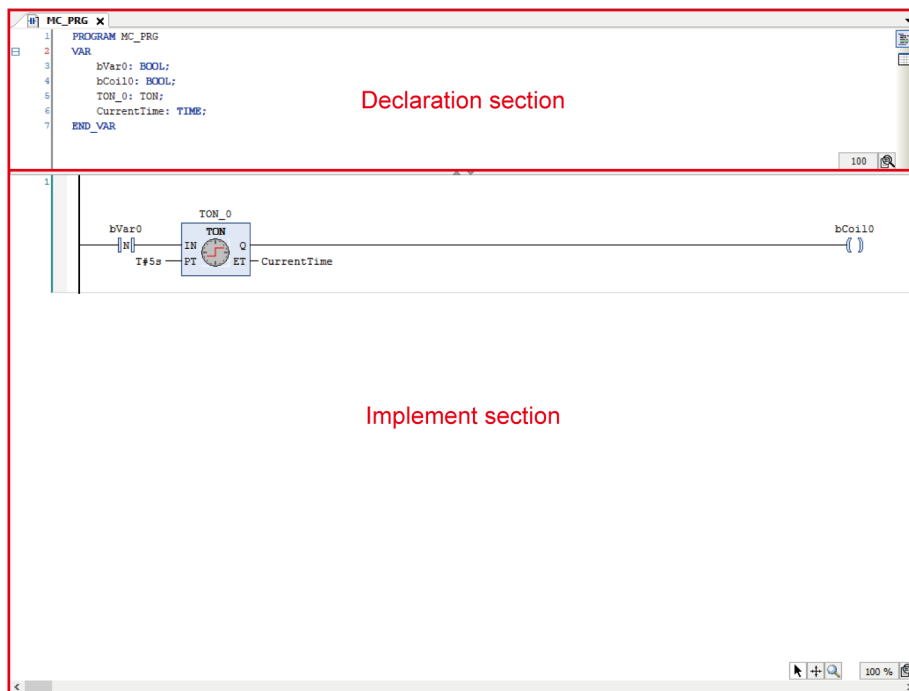 MC_PRG
1 PROGRAM MC_PRG
2 VAR
3 bVar0: BOOL;
4 bCoil0: BOOL;
5 TON_0: TON;
6 CurrentTime: TIME;
7 END_VAR
Declaration section
100
1
TON_0
bVar0 TON bCoil0
N IN Q ( )
T#5s PT ET CurrentTime
Implement section
100 %